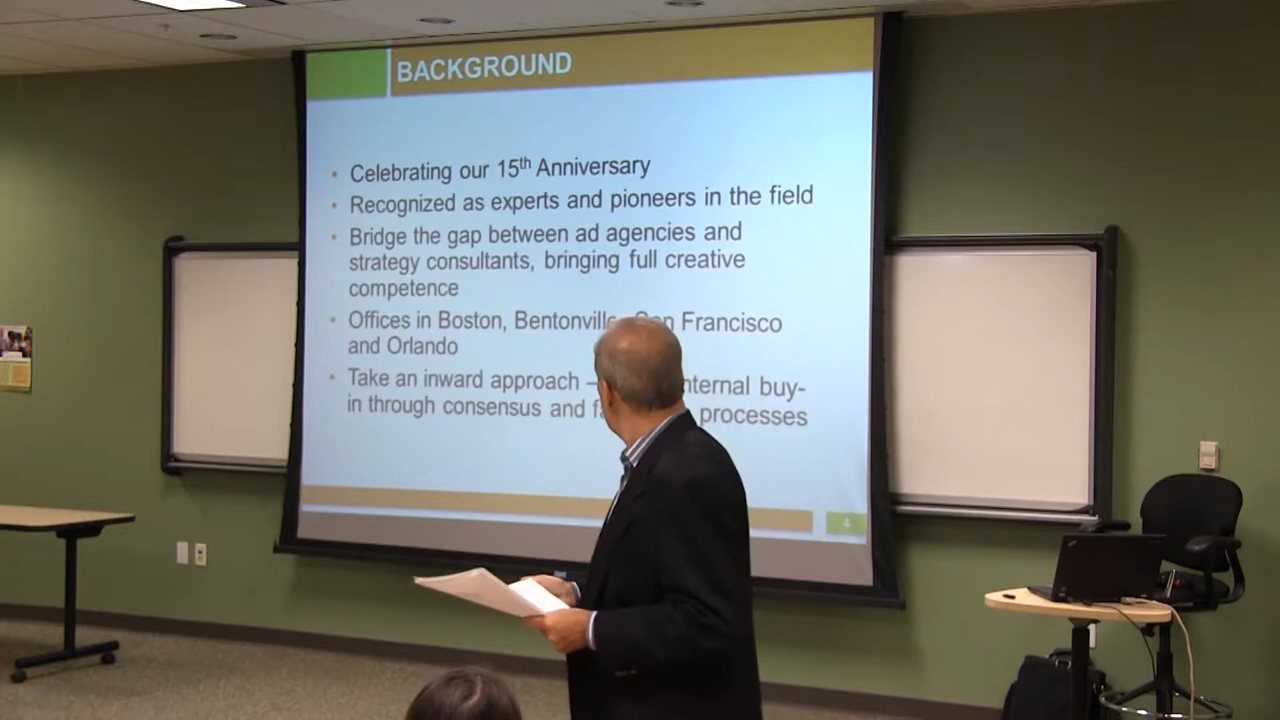 BACKGROUND
Celebrating our 15th Anniversary
Recognized as experts and pioneers in the field
Bridge the gap between ad agencies and
strategy consultants, bringing full creative
competence
Offices in Boston, Bentonville, San Francisco
and Orlando
Take an inward approach – internal buy-
in through consensus and processes
4